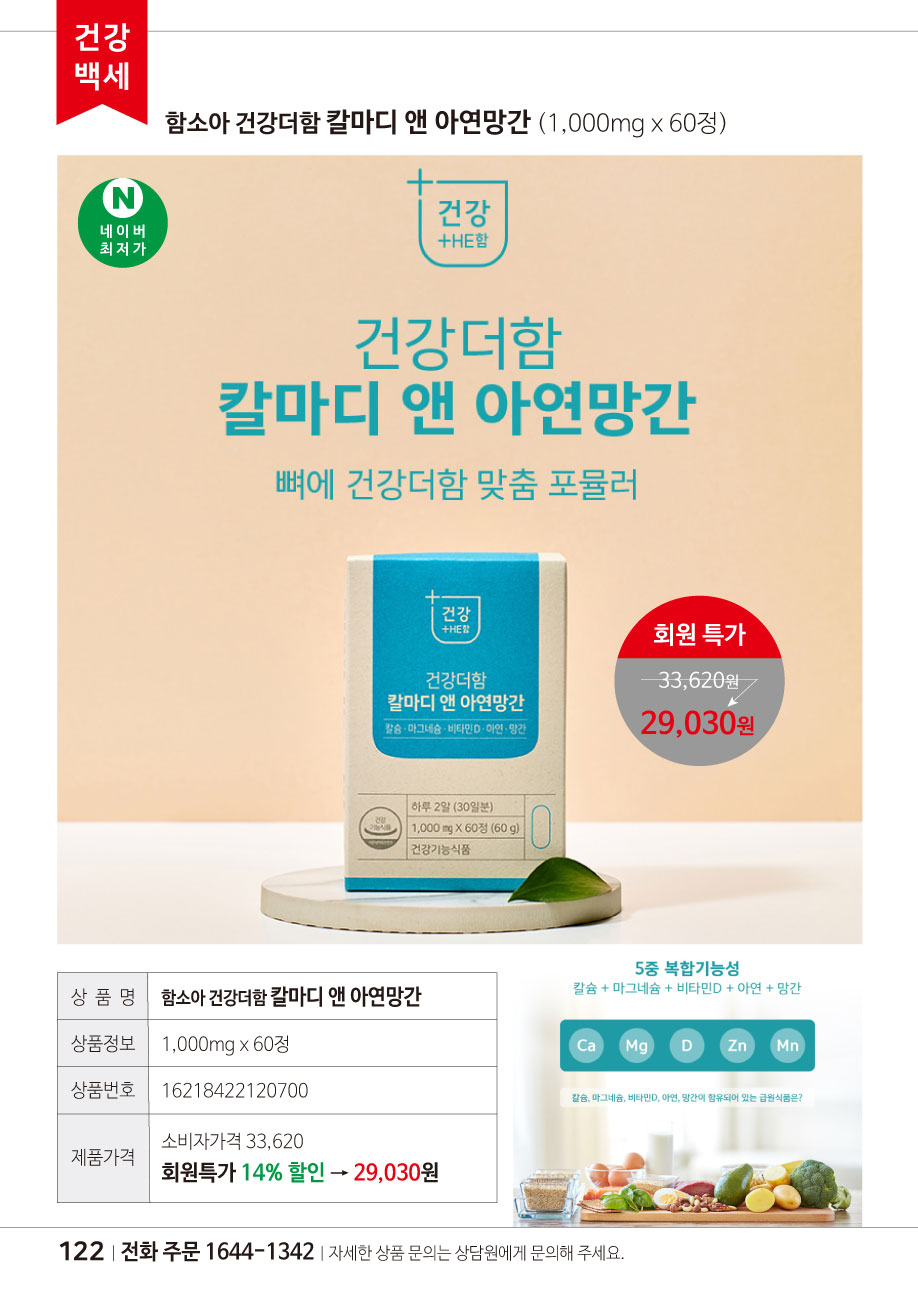 건강
백세
함소아 건강더함 칼마디 앤 아연망간 (1,000mg x 60정)
N
네이버
최저가
건강
+HE함
건강더함
칼마디 앤 아연망간
뼈에 건강더함 맞춤 포뮬러
건강
+HE함
건강더함
칼마디 앤 아연망간
칼슘 · 마그네슘 · 비타민D · 아연 · 망간
하루 2알 (30일분)
1,000 mg X 60정 (60 g)
건강기능식품
건강
기능식품
회원 특가
33,620원
29,030원
상 품 명 함소아 건강더함 칼마디 앤 아연망간
상품정보 1,000mg x 60정
상품번호 16218422120700
제품가격 소비자가격 33,620
회원특가 14% 할인 → 29,030원
5중 복합기능성
칼슘 + 마그네슘 + 비타민D + 아연 + 망간
Ca Mg D Zn Mn
칼슘, 마그네슘, 비타민D, 아연, 망간이 함유되어 있는 급원식품은?
122 | 전화 주문 1644-1342 | 자세한 상품 문의는 상담원에게 문의해 주세요.